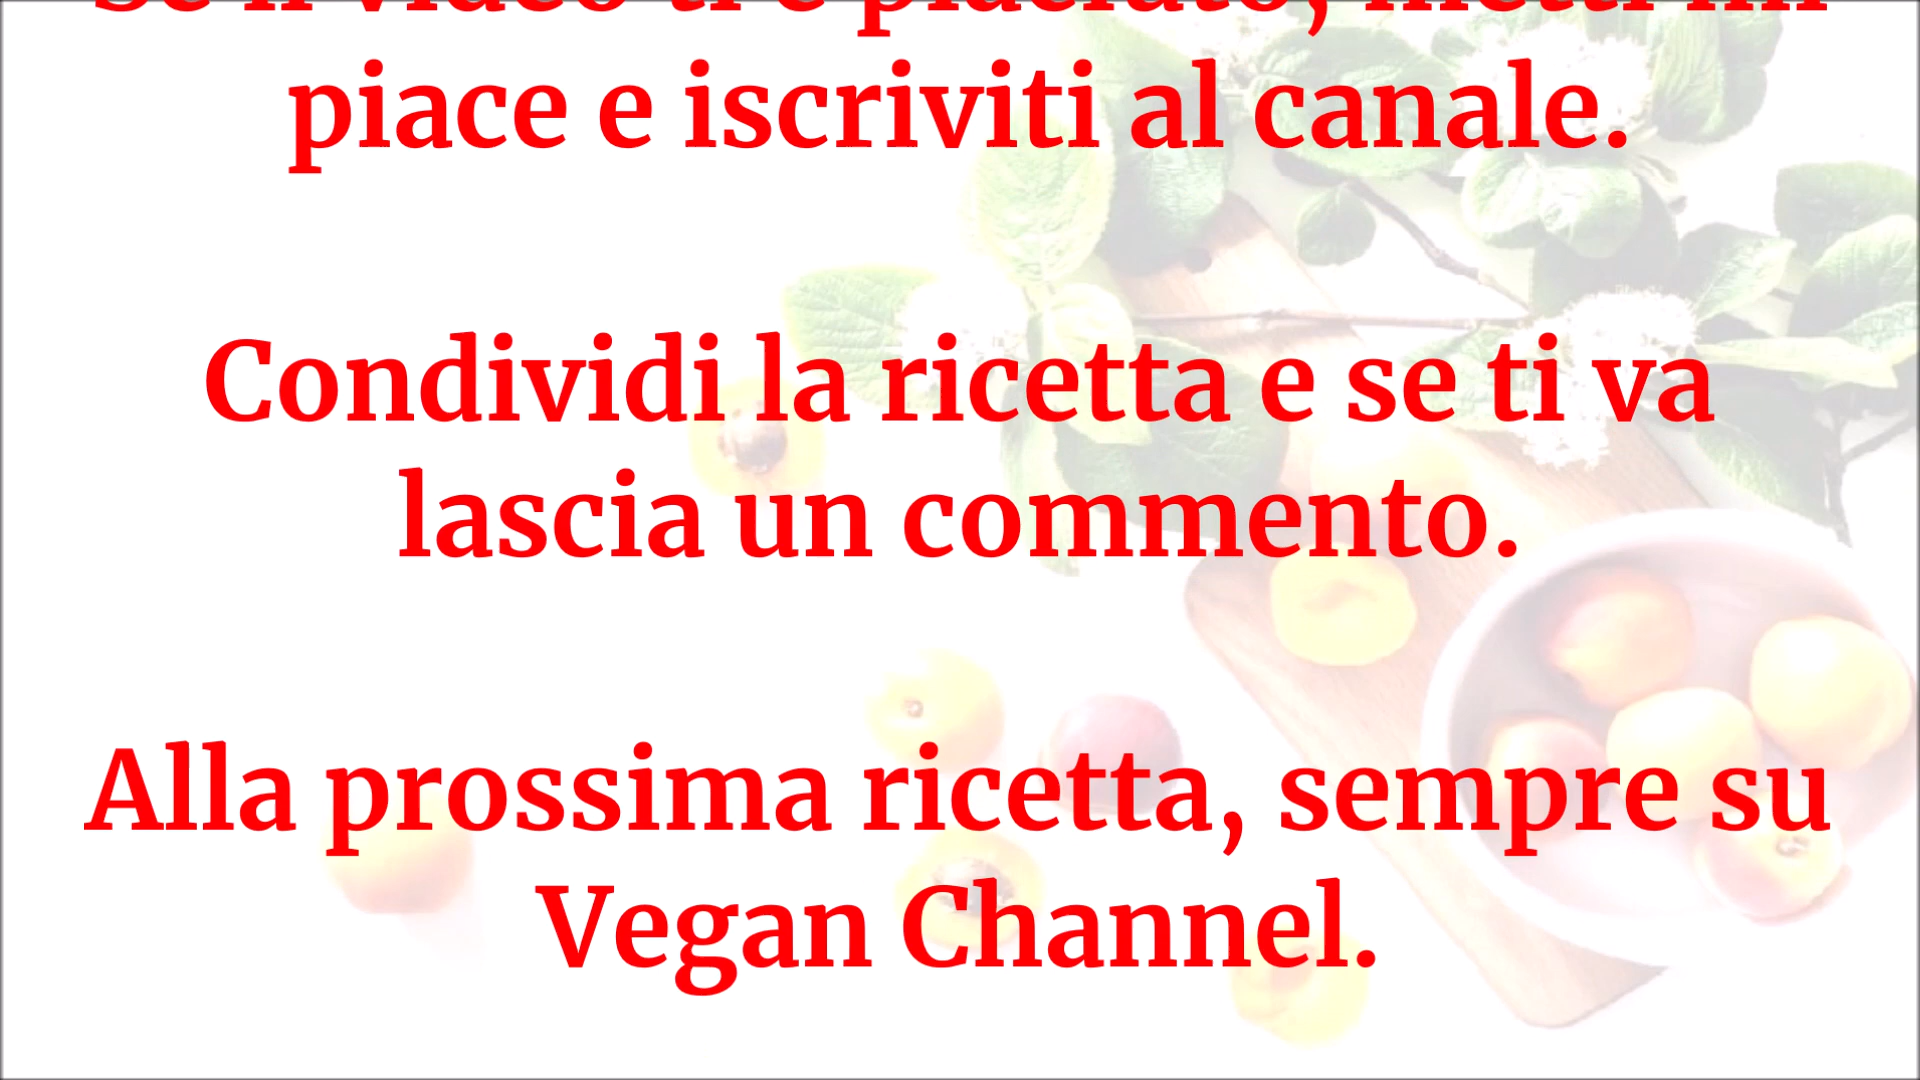 Se il video ti è piaciuto, metti mi
piace e iscriviti al canale.
Condividi la ricetta e se ti va
lascia un commento.
Alla prossima ricetta, sempre su
Vegan Channel.